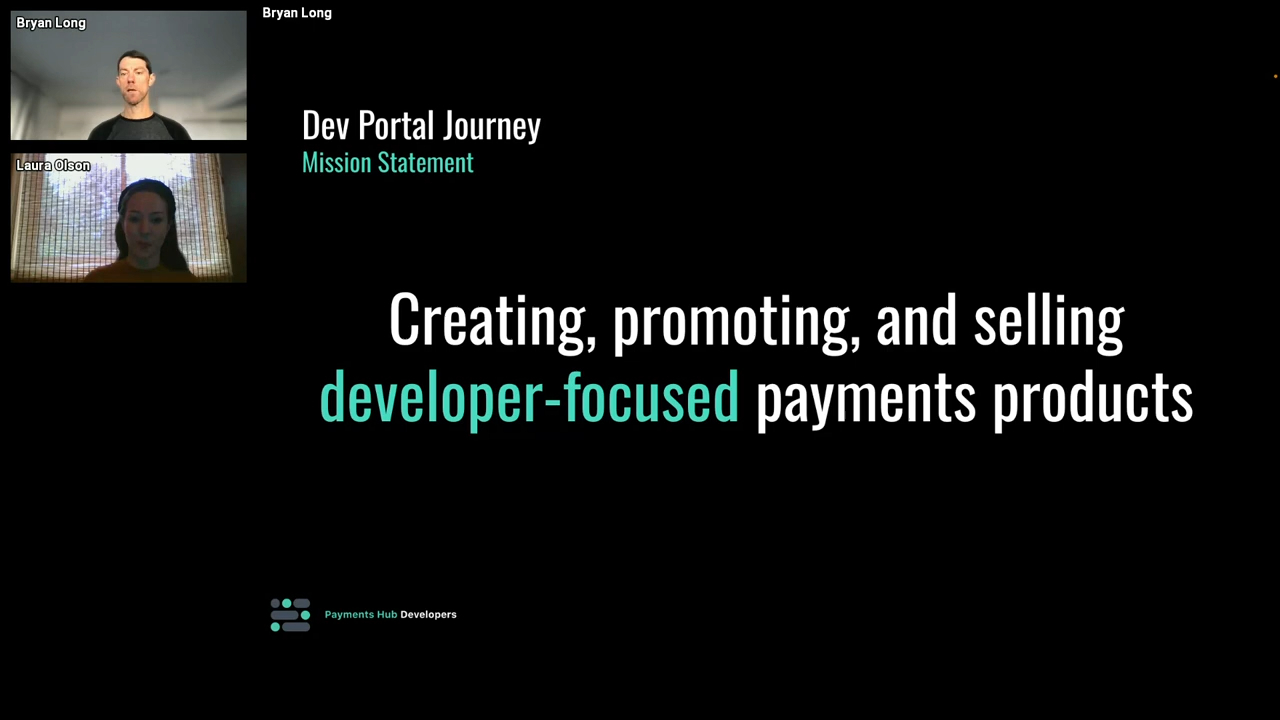 Bryan Long
Bryan Long
Laura Olson
Dev Portal Journey
Mission Statement
Creating, promoting, and selling
developer-focused payments products
Payments Hub Developers